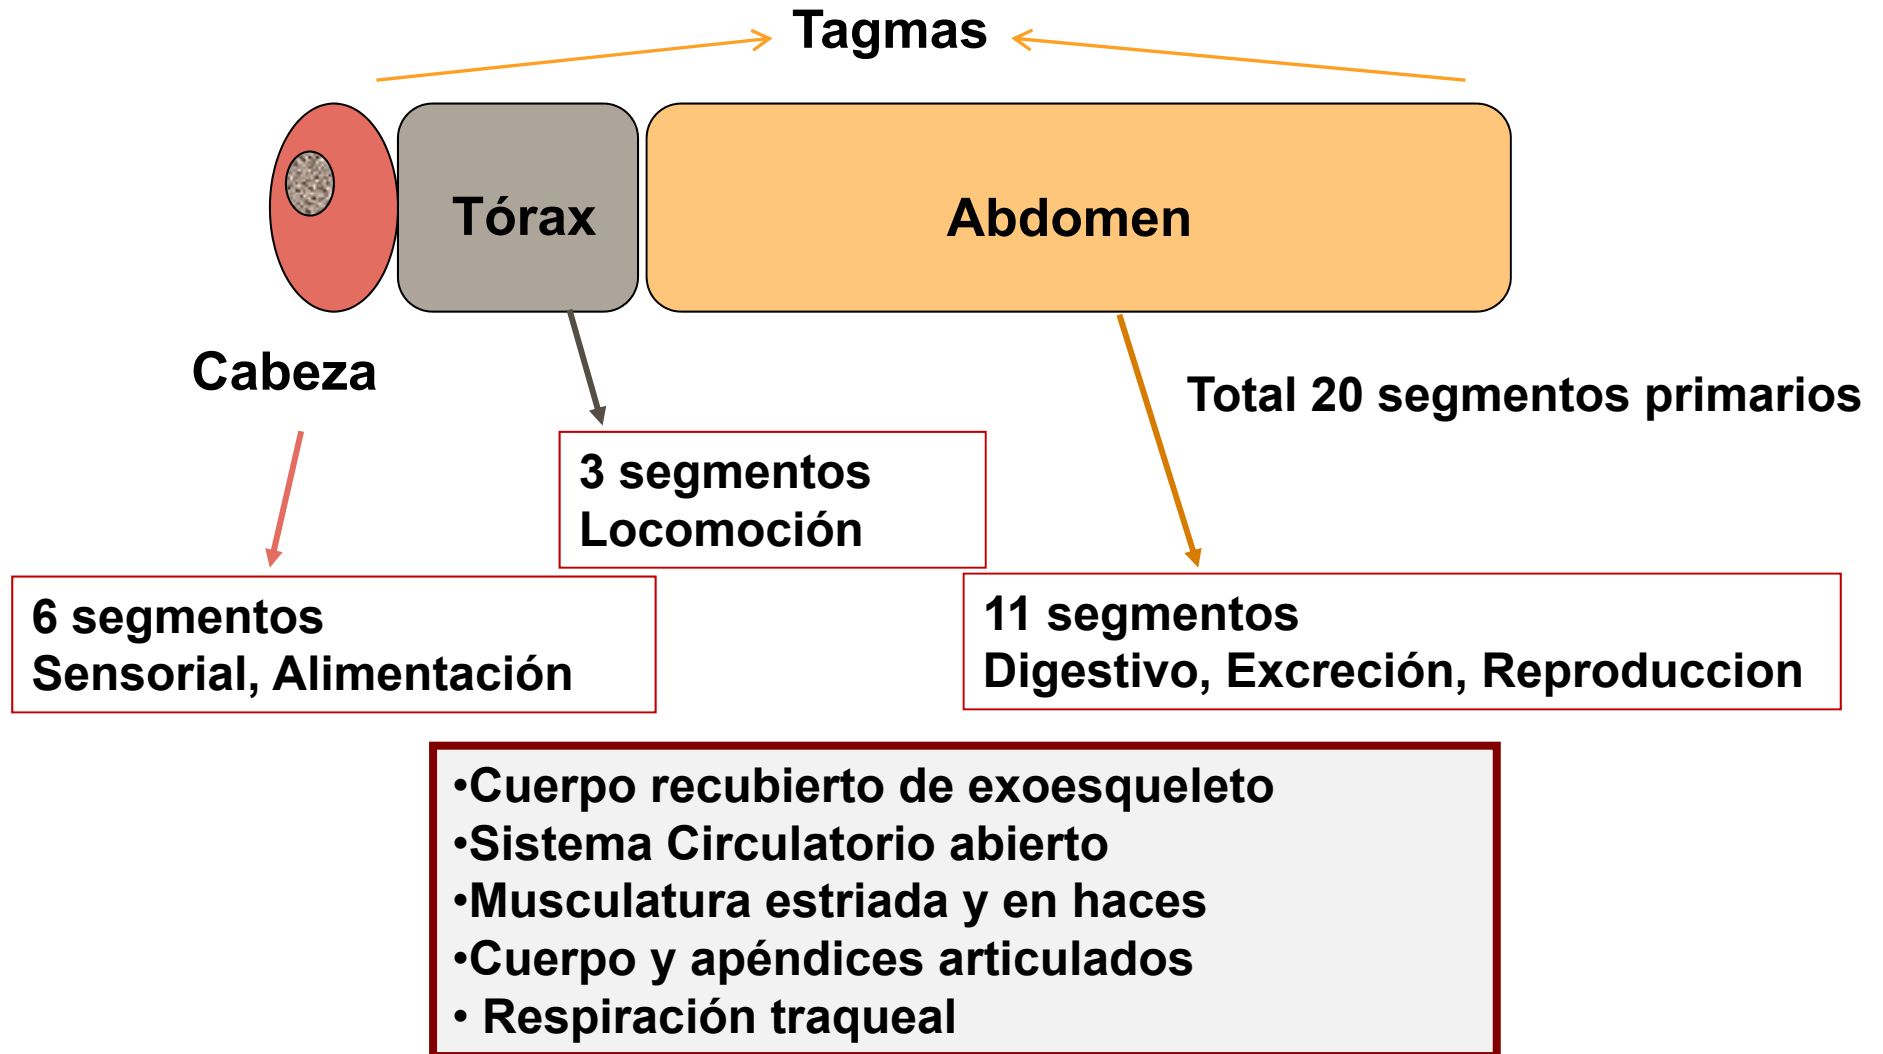 Tagmas
Tórax
Abdomen
Cabeza
Total 20 segmentos primarios
3 segmentos
Locomoción
6 segmentos
Sensorial, Alimentación
11 segmentos
Digestivo, Excreción, Reproduccion
•Cuerpo recubierto de exoesqueleto
•Sistema Circulatorio abierto
•Musculatura estriada y en haces
•Cuerpo y apéndices articulados
• Respiración traqueal